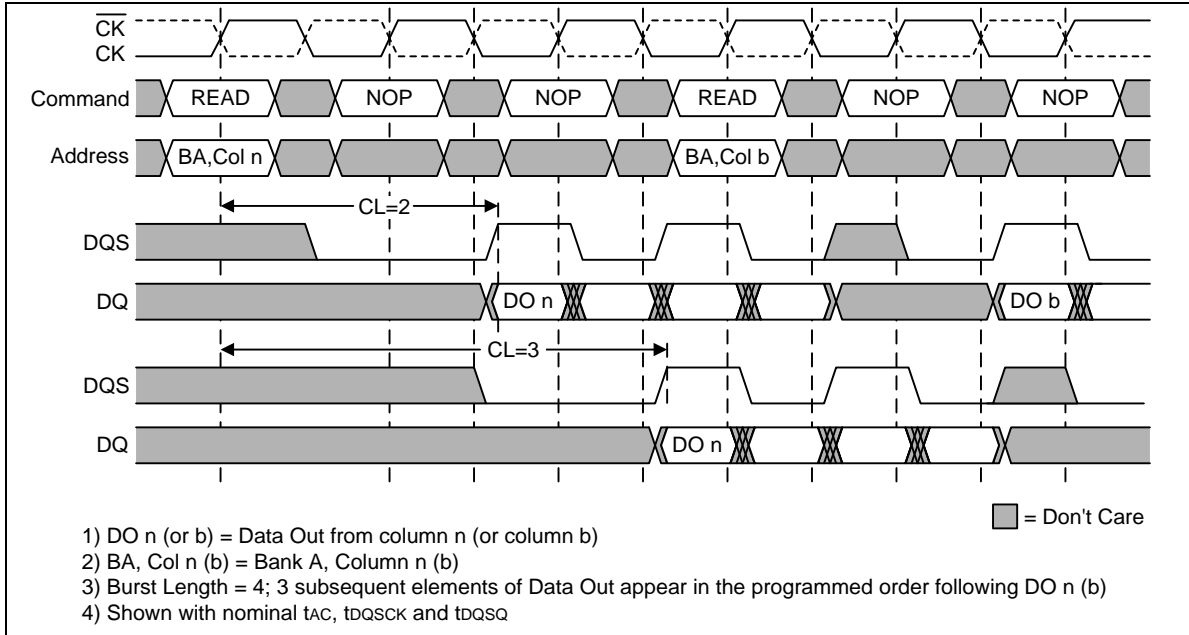 CK
CK
Command READ NOP NOP READ NOP NOP
Address BA,Col n BA,Col b
CL=2
DQS
DQ DO n DO b
CL=3
DQS
DQ DO n
= Don't Care
1) DO n (or b) = Data Out from column n (or column b)
2) BA, Col n (b) = Bank A, Column n (b)
3) Burst Length = 4; 3 subsequent elements of Data Out appear in the programmed order following DO n (b)
4) Shown with nominal tAC, tDQSCK and tDQSQ